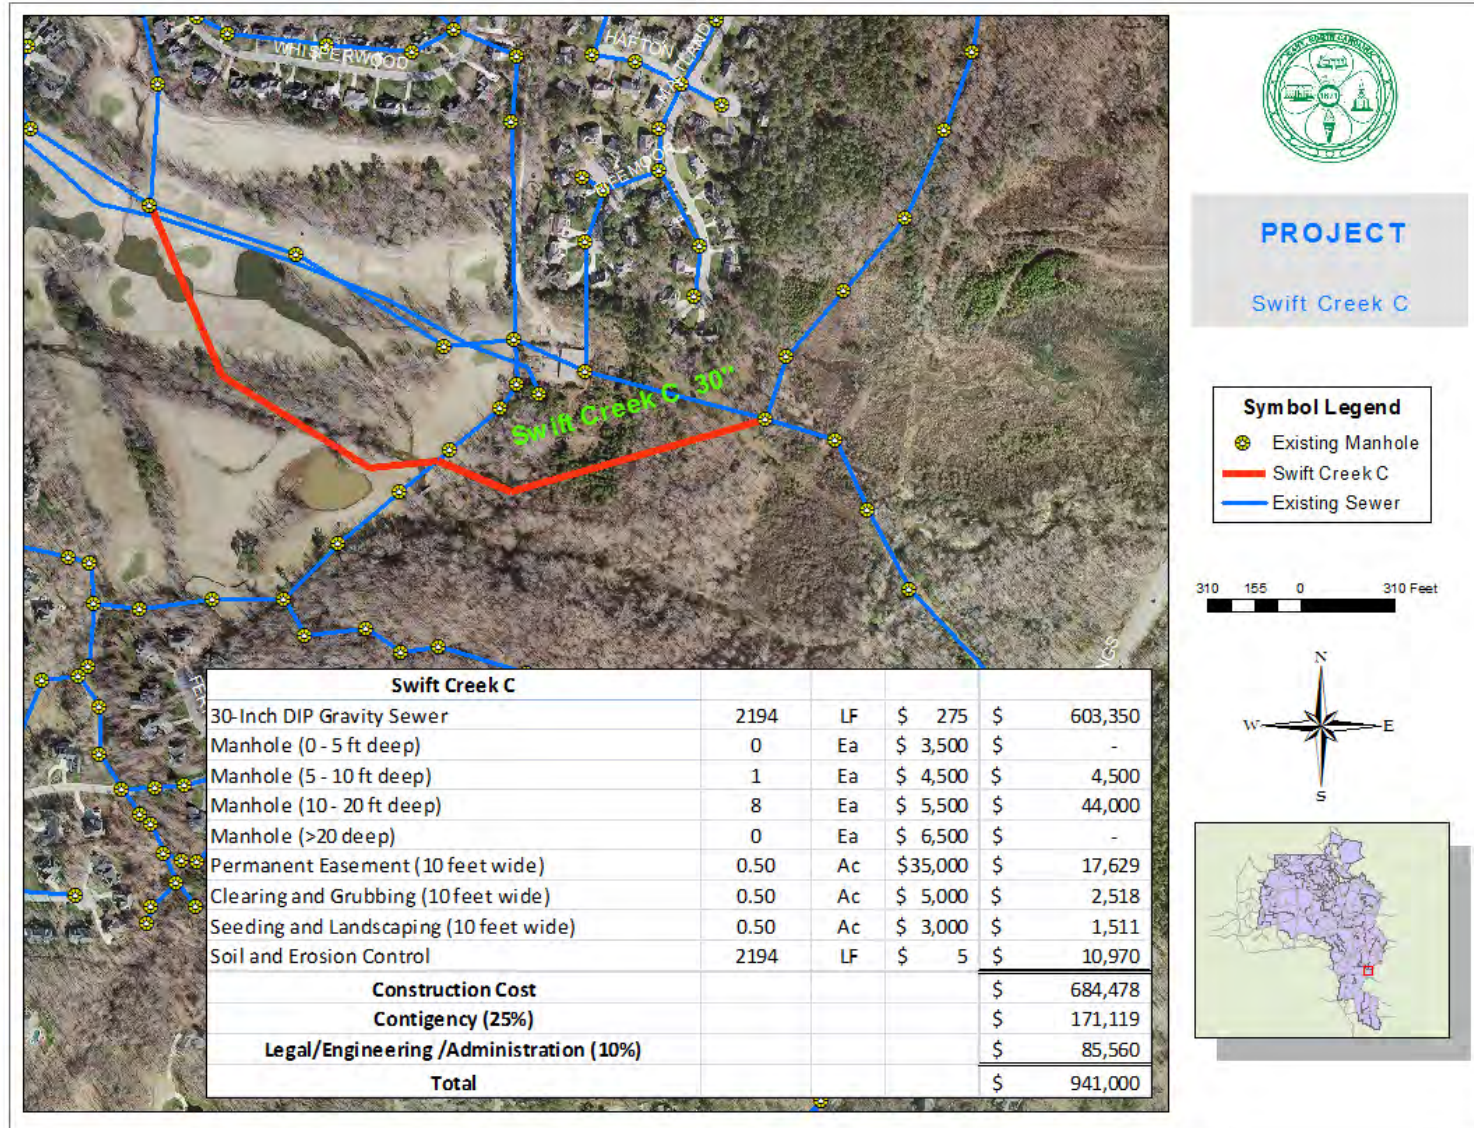 WHISPERWOOD
HAFTON
Swift Creek C 30"
PROJECT
Swift Creek C
Symbol Legend
Existing Manhole
Swift Creek C
Existing Sewer
310 155 0 310 Feet
N
W E
S
1871
Swift Creek C
30-Inch DIP Gravity Sewer 2194 LF $ 275 $ 603,350
Manhole (0 - 5 ft deep) 0 Ea $ 3,500 $ -
Manhole (5 - 10 ft deep) 1 Ea $ 4,500 $ 4,500
Manhole (10 - 20 ft deep) 8 Ea $ 5,500 $ 44,000
Manhole (>20 deep) 0 Ea $ 6,500 $ -
Permanent Easement (10 feet wide) 0.50 Ac $35,000 $ 17,629
Clearing and Grubbing (10 feet wide) 0.50 Ac $ 5,000 $ 2,518
Seeding and Landscaping (10 feet wide) 0.50 Ac $ 3,000 $ 1,511
Soil and Erosion Control 2194 LF $ 5 $ 10,970
Construction Cost $ 684,478
Contigency (25%) $ 171,119
Legal/Engineering /Administration (10%) $ 85,560
Total $ 941,000